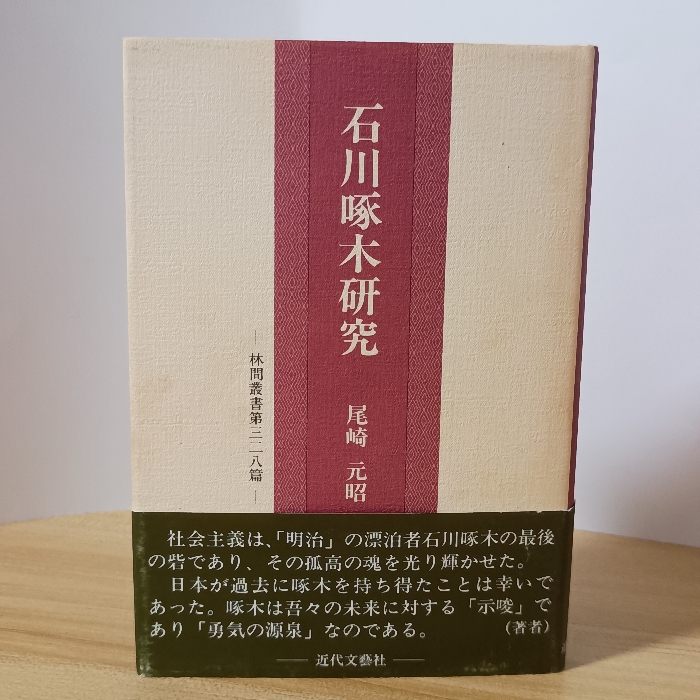 石川啄木研究
尾崎 元昭
―林間叢書第三二八篇―
社会主義は、「明治」の漂泊者石川啄木の最後
の砦であり、その孤高の魂を光り輝かせた。
日本が過去に啄木を持ち得たことは幸いで
あった。啄木は吾々の未来に対する「示唆」で
あり「勇気の源泉」なのである。 (著者)
― 近代文藝社 ―